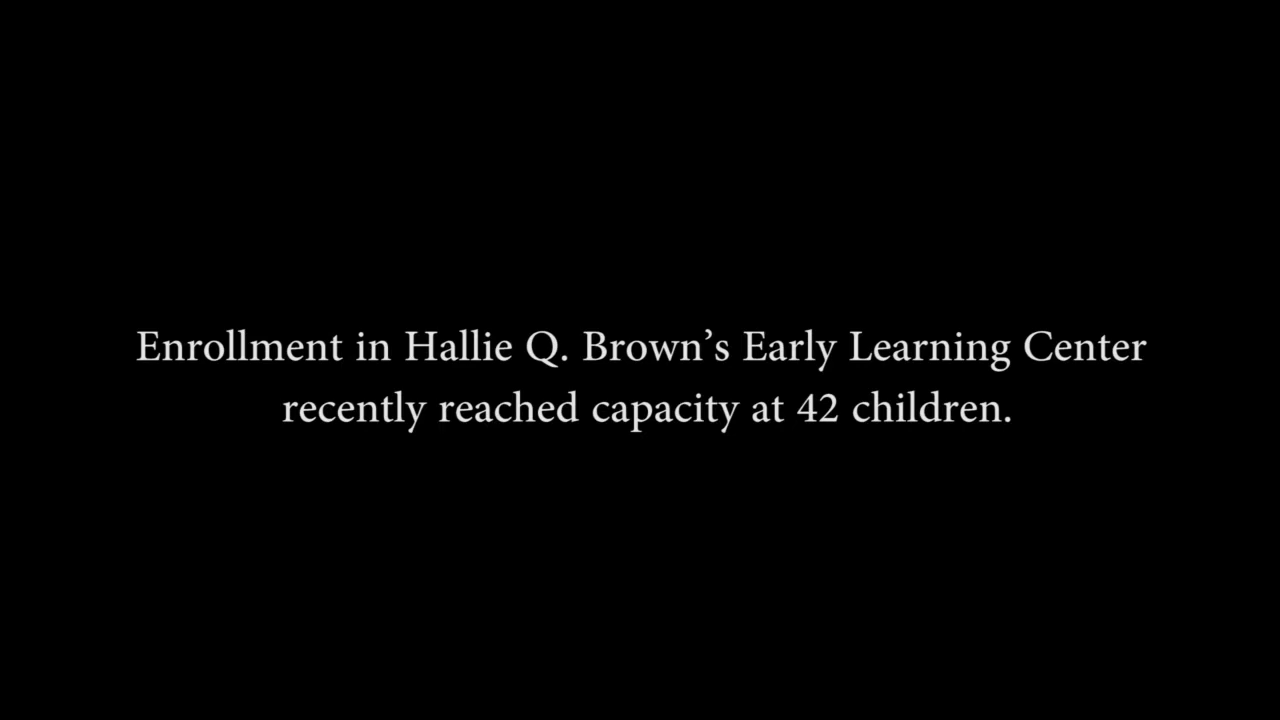 Enrollment in Hallie Q. Brown’s Early Learning Center
recently reached capacity at 42 children.